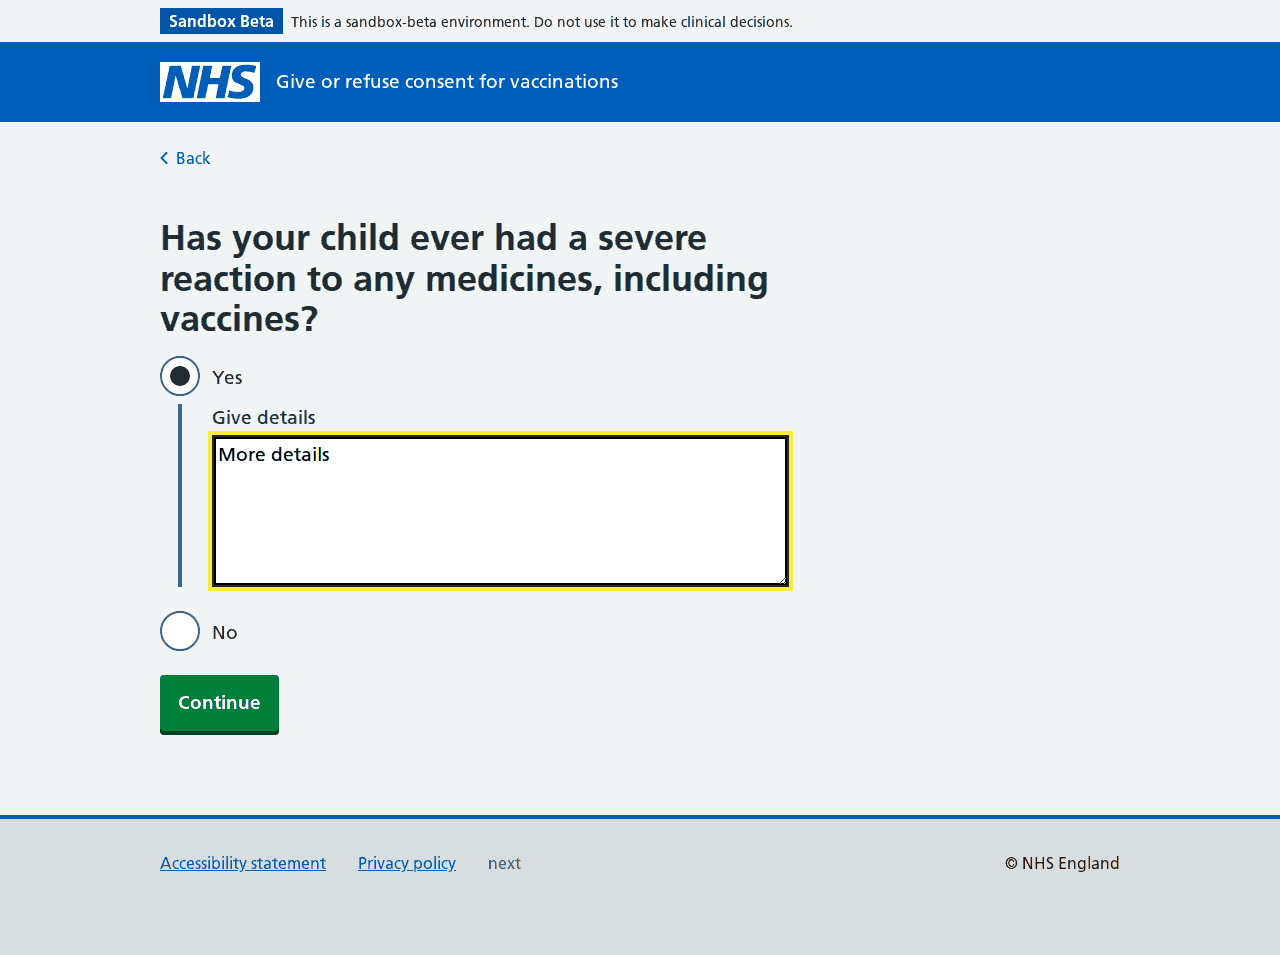 Sandbox Beta This is a sandbox-beta environment. Do not use it to make clinical decisions.
NHS Give or refuse consent for vaccinations
Back
Has your child ever had a severe
reaction to any medicines, including
vaccines?
Yes
Give details
More details
No
Continue
Accessibility statement Privacy policy next © NHS England